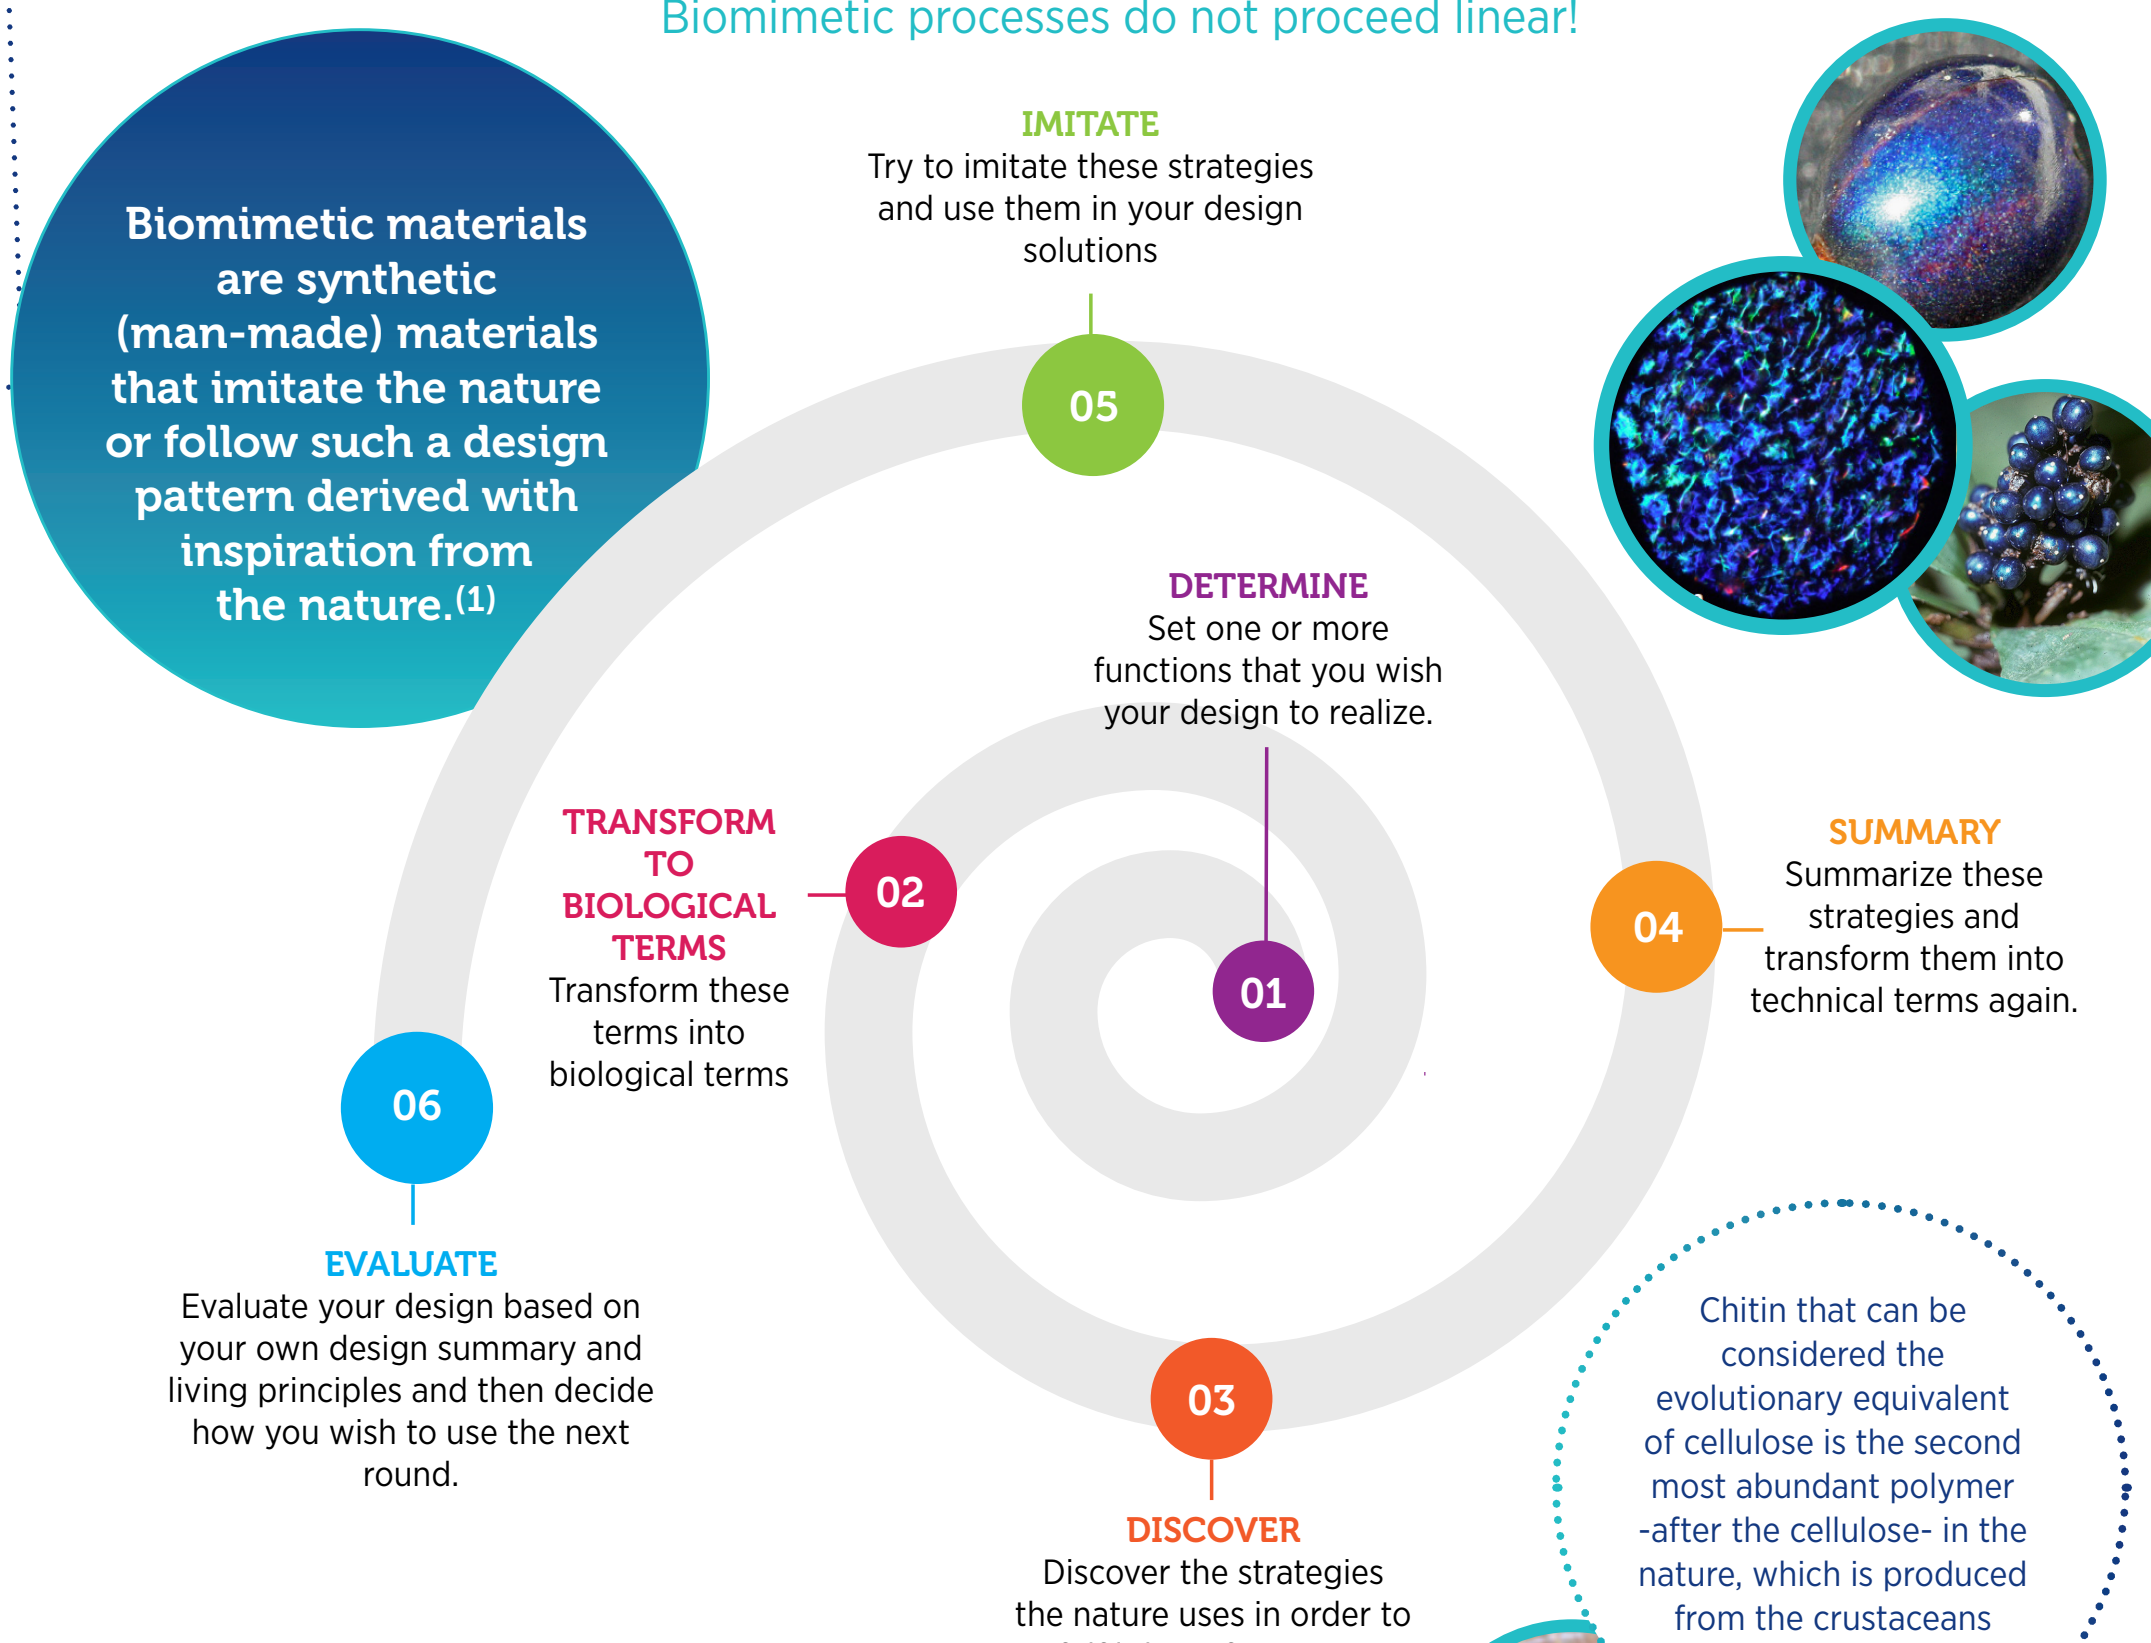 Biomimetic processes do not proceed linear!
Biomimetic materials
are synthetic
(man-made) materials
that imitate the nature
or follow such a design
pattern derived with
inspiration from
the nature.(1)
IMITATE
Try to imitate these strategies
and use them in your design
solutions
05
DETERMINE
Set one or more
functions that you wish
your design to realize.
01
TRANSFORM
TO
BIOLOGICAL
TERMS
Transform these
terms into
biological terms
02
SUMMARY
Summarize these
strategies and
transform them into
technical terms again.
04
06
EVALUATE
Evaluate your design based on
your own design summary and
living principles and then decide
how you wish to use the next
round.
03
DISCOVER
Discover the strategies
the nature uses in order to
Chitin that can be
considered the
evolutionary equivalent
of cellulose is the second
most abundant polymer
-after the cellulose- in the
nature, which is produced
from the crustaceans